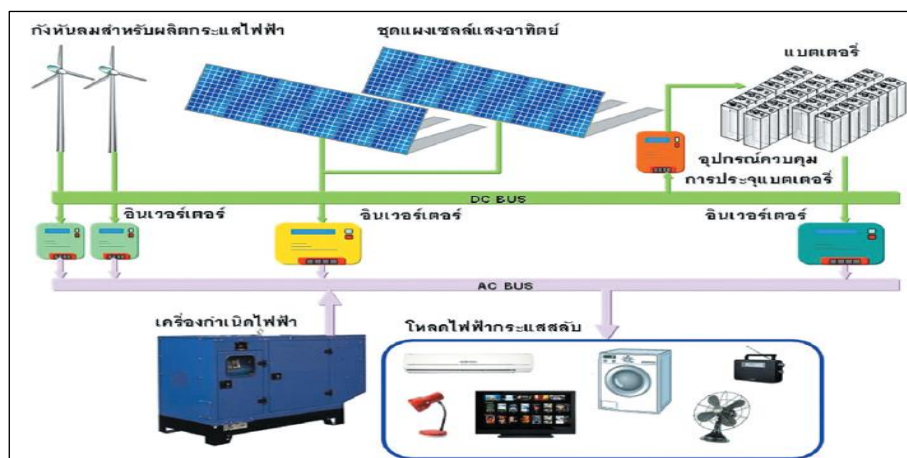 กังหันลมสำหรับผลิตกระแสไฟฟ้า
ชุดแผงเซลล์แสงอาทิตย์
แบตเตอรี่
อุปกรณ์ควบคุม
การประจุแบตเตอรี่
DC BUS
อินเวอร์เตอร์
อินเวอร์เตอร์
อินเวอร์เตอร์
AC BUS
เครื่องกำเนิดไฟฟ้า
โหลดไฟฟ้ากระแสสลับ